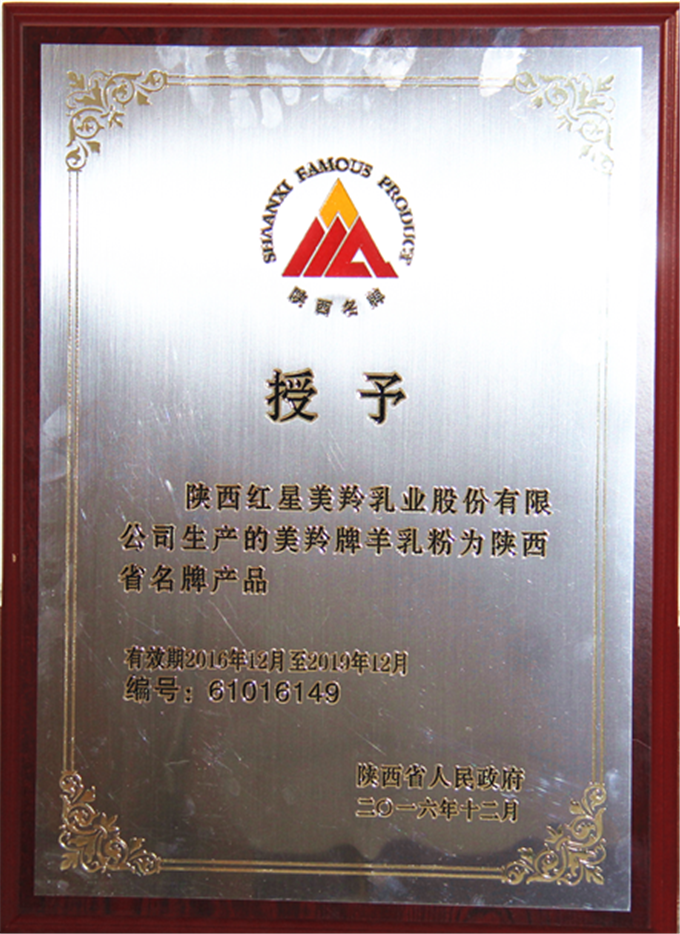 SHAANXI FAMOUS PRODUCT
陕西名牌
授予
陕西红星美羚乳业股份有限
公司生产的美羚牌羊乳粉为陕西
省名牌产品
有效期2016年12月至2019年12月
编号：61016149
陕西省人民政府
二〇一六年十二月